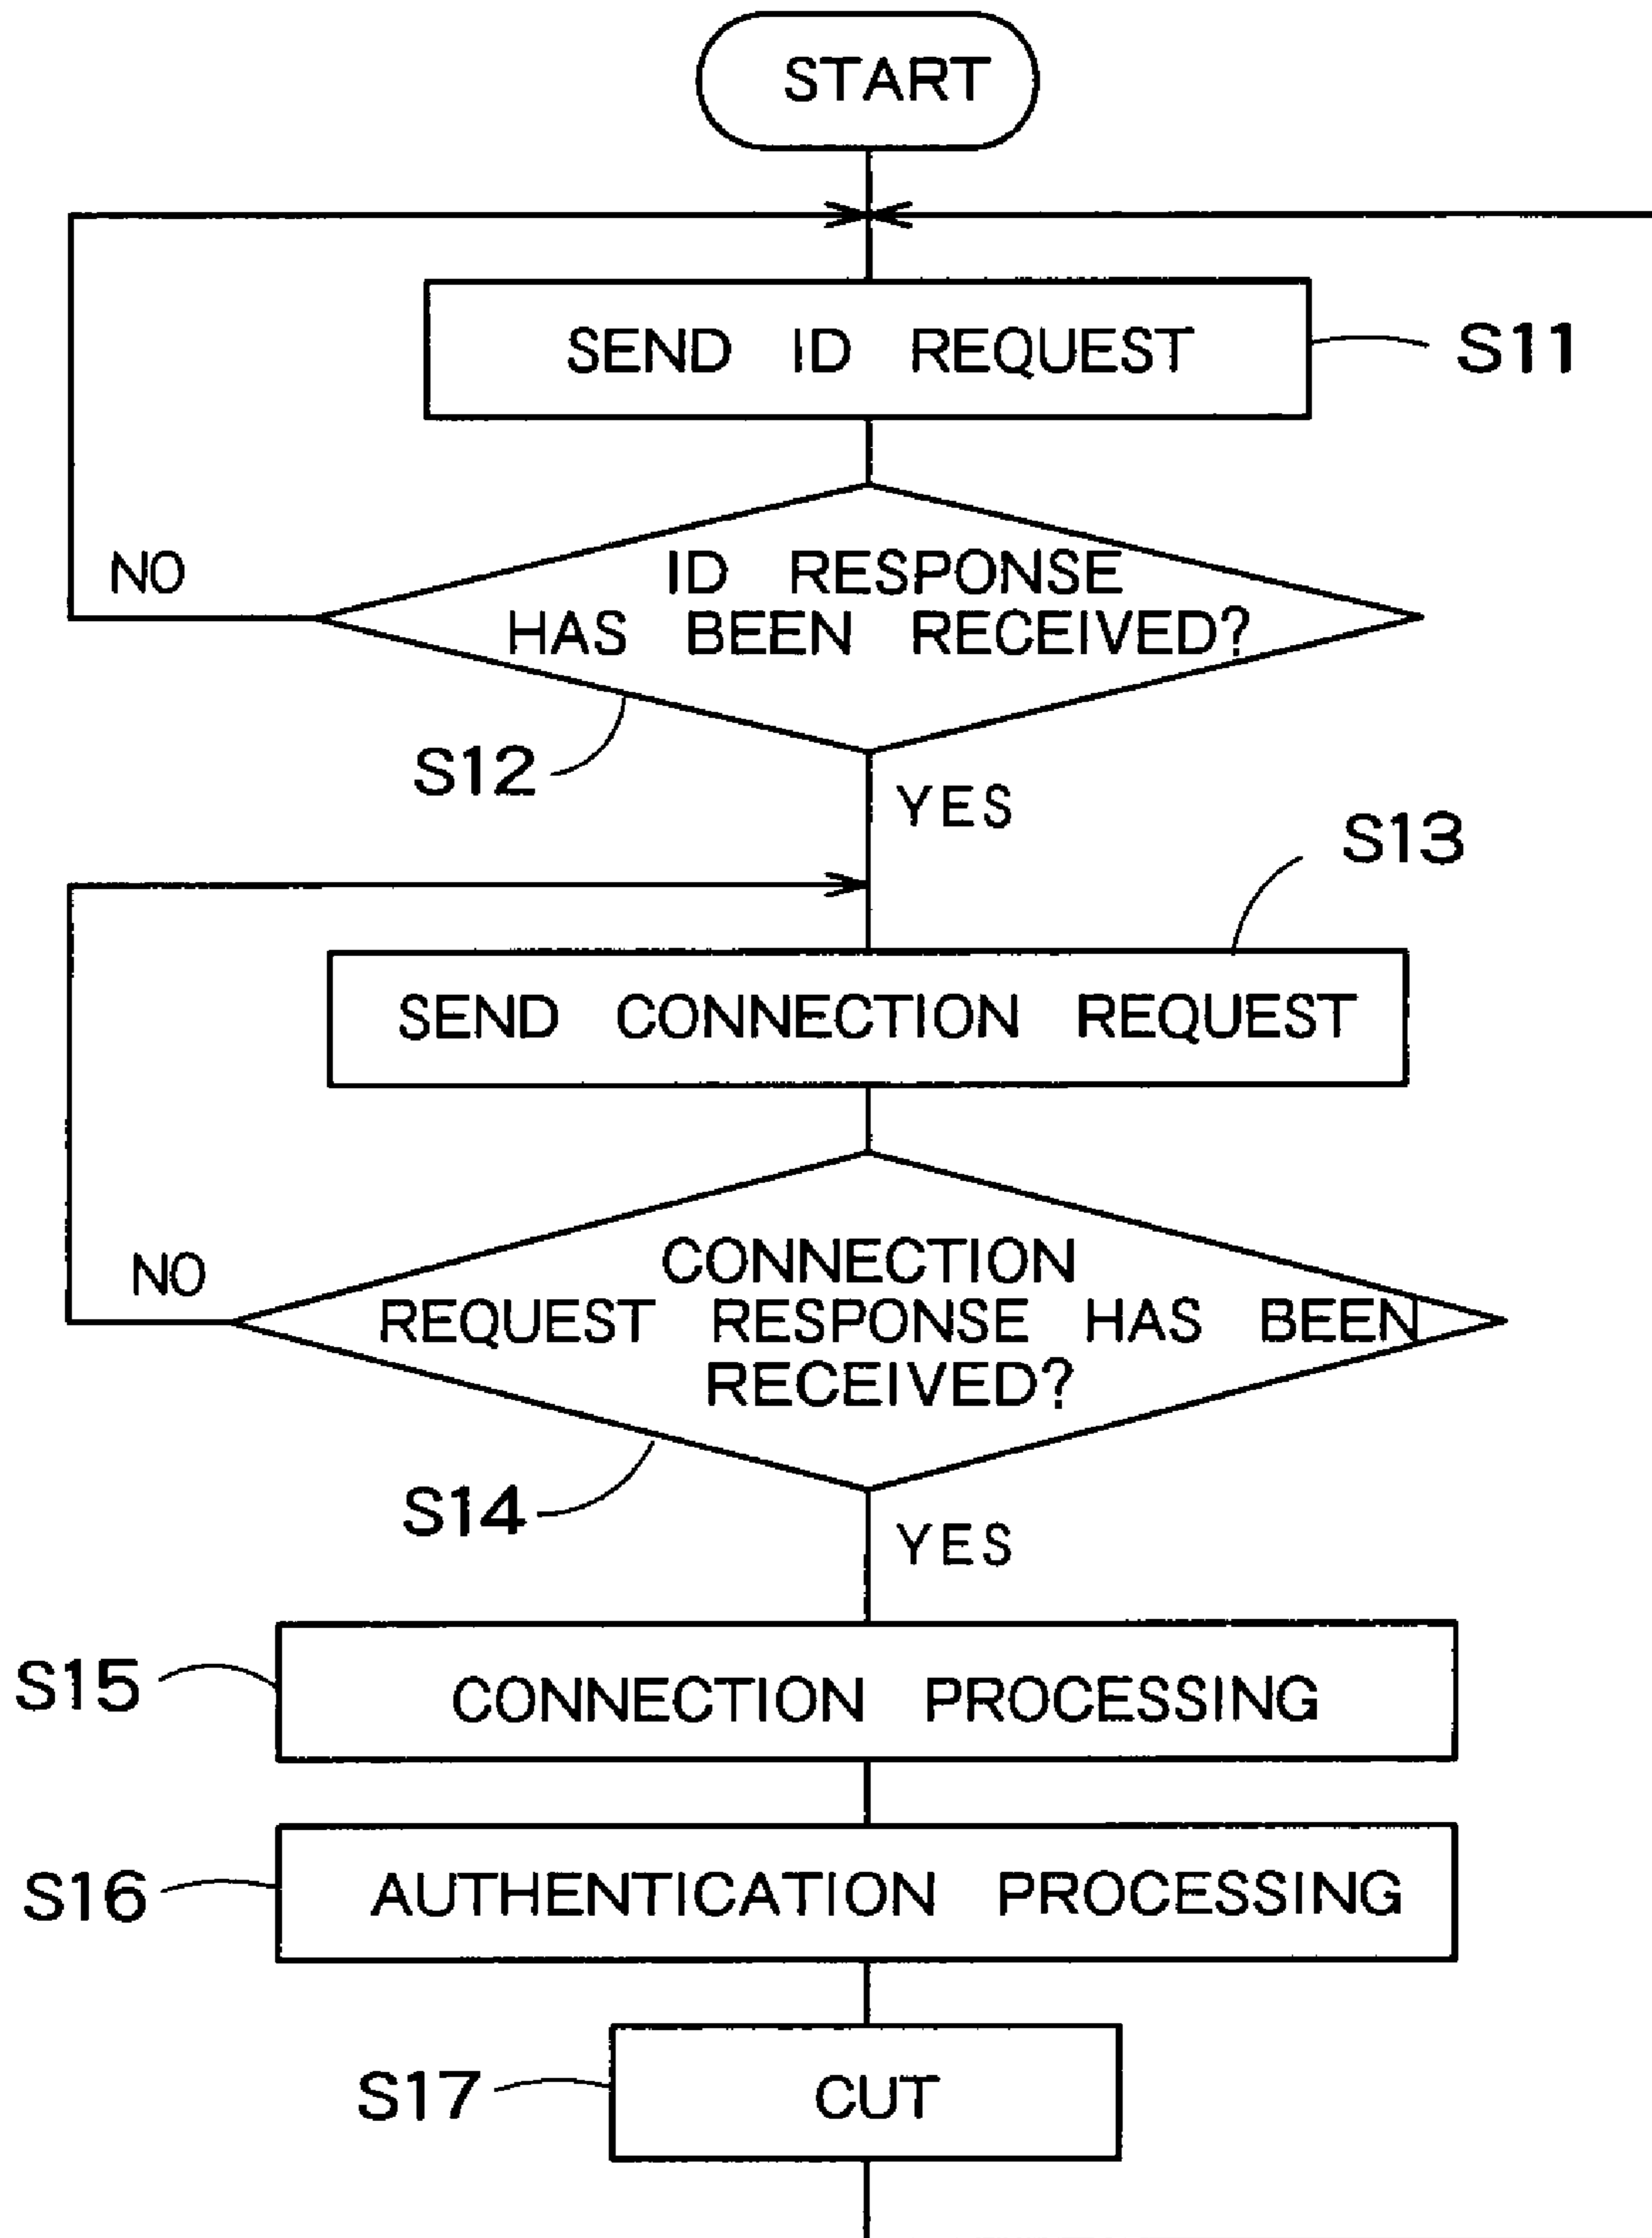 START
SEND ID REQUEST
S11
ID RESPONSE
HAS BEEN RECEIVED?
NO
S12
YES
S13
SEND CONNECTION REQUEST
CONNECTION
REQUEST RESPONSE HAS BEEN
RECEIVED?
NO
S14
YES
S15
CONNECTION PROCESSING
S16
AUTHENTICATION PROCESSING
S17
CUT